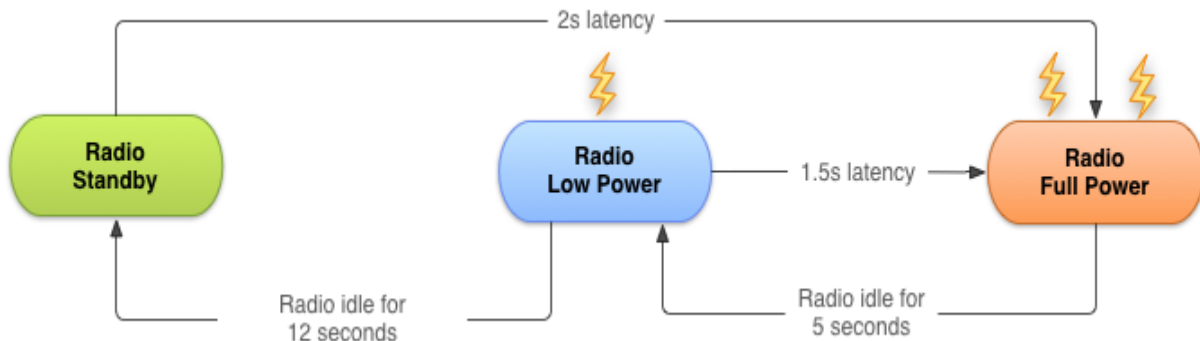 2s latency
Radio
Standby
Radio
Low Power
1.5s latency
Radio
Full Power
Radio idle for
12 seconds
Radio idle for
5 seconds